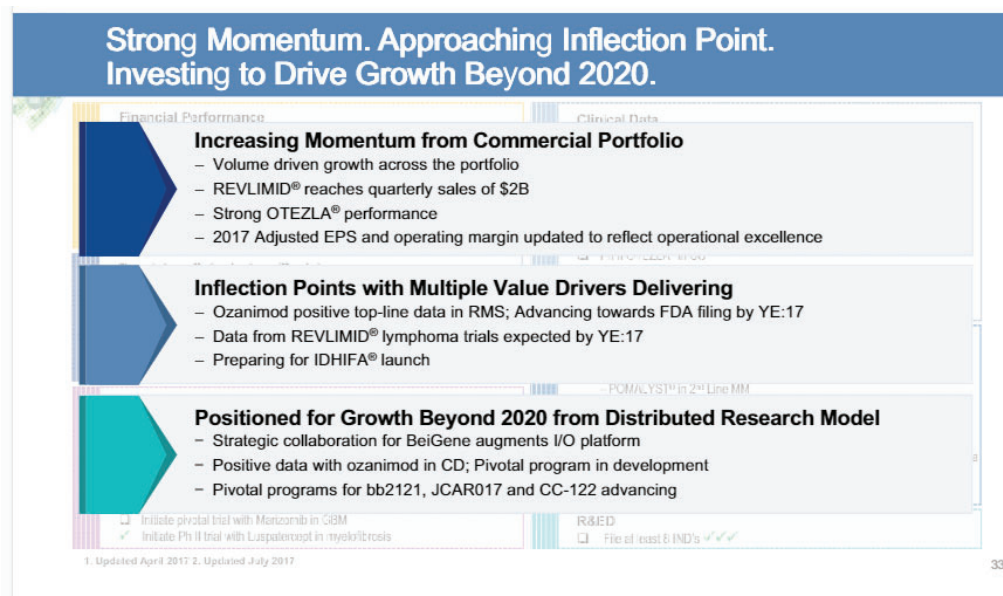 Strong Momentum. Approaching Inflection Point.
Investing to Drive Growth Beyond 2020.
Financial Performance
Clinical Data
Increasing Momentum from Commercial Portfolio
– Volume driven growth across the portfolio
– REVLIMID® reaches quarterly sales of $2B
– Strong OTEZLA® performance
– 2017 Adjusted EPS and operating margin updated to reflect operational excellence
Inflection Points with Multiple Value Drivers Delivering
– Ozanimod positive top-line data in RMS; Advancing towards FDA filing by YE:17
– Data from REVLIMID® lymphoma trials expected by YE:17
– Preparing for IDHIFA® launch
– POMALYST® in 2nd Line MM
Positioned for Growth Beyond 2020 from Distributed Research Model
– Strategic collaboration for BeiGene augments I/O platform
– Positive data with ozanimod in CD; Pivotal program in development
– Pivotal programs for bb2121, JCAR017 and CC-122 advancing
❑ Initiate pivotal trial with Marizomib in GBM
✓ Initiate Ph II trial with Luspatercept in myelofibrosis
R&ED
❑ File at least 6 IND's ✓✓✓
1. Updated April 2017 2. Updated July 2017
33